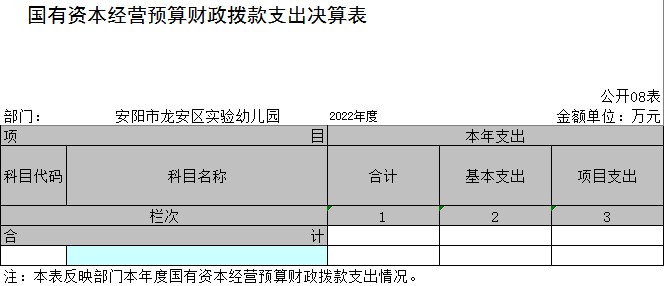 国有资本经营预算财政拨款支出决算表
公开08表
部门： 安阳市龙安区实验幼儿园 2022年度 金额单位：万元
项 目 本年支出
科目代码 科目名称 合计 基本支出 项目支出
栏次 1 2 3
合 计
注：本表反映部门本年度国有资本经营预算财政拨款支出情况。